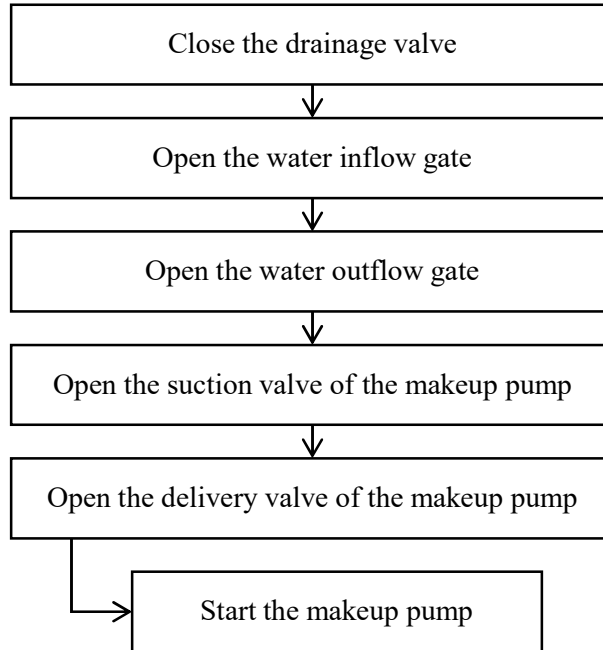 Close the drainage valve
Open the water inflow gate
Open the water outflow gate
Open the suction valve of the makeup pump
Open the delivery valve of the makeup pump
Start the makeup pump